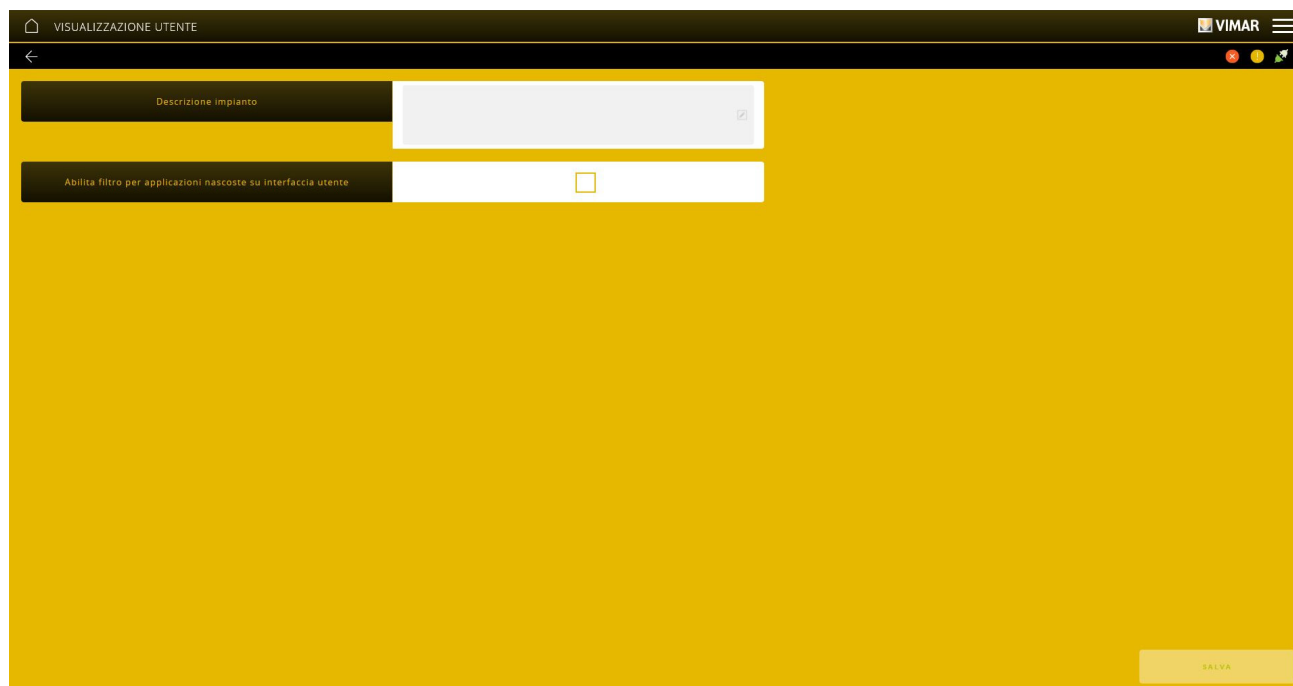 VISUALIZZAZIONE UTENTE
VIMAR
Descrizione impianto
Abilita filtro per applicazioni nascoste su interfaccia utente
SALVA